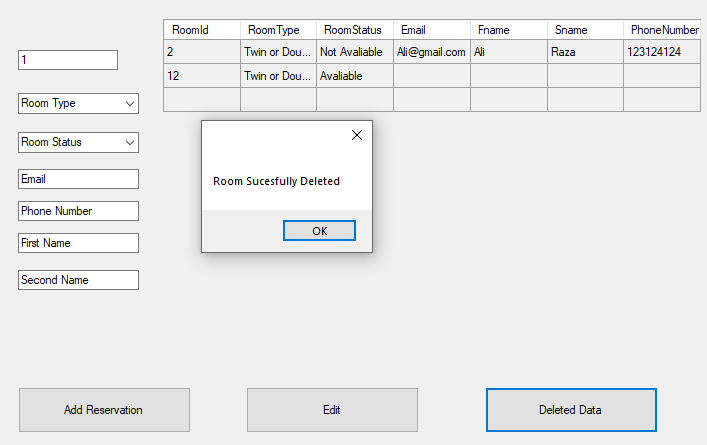 RoomId RoomType RoomStatus Email Fname Sname PhoneNumber
1
2 Twin or Dou... Not Avaliable Ali@gmail.com Ali Raza 123124124
12 Twin or Dou... Avaliable
Room Type
Room Status
Email
Phone Number
First Name
Second Name
Room Sucesfully Deleted
OK
Add Reservation Edit Deleted Data